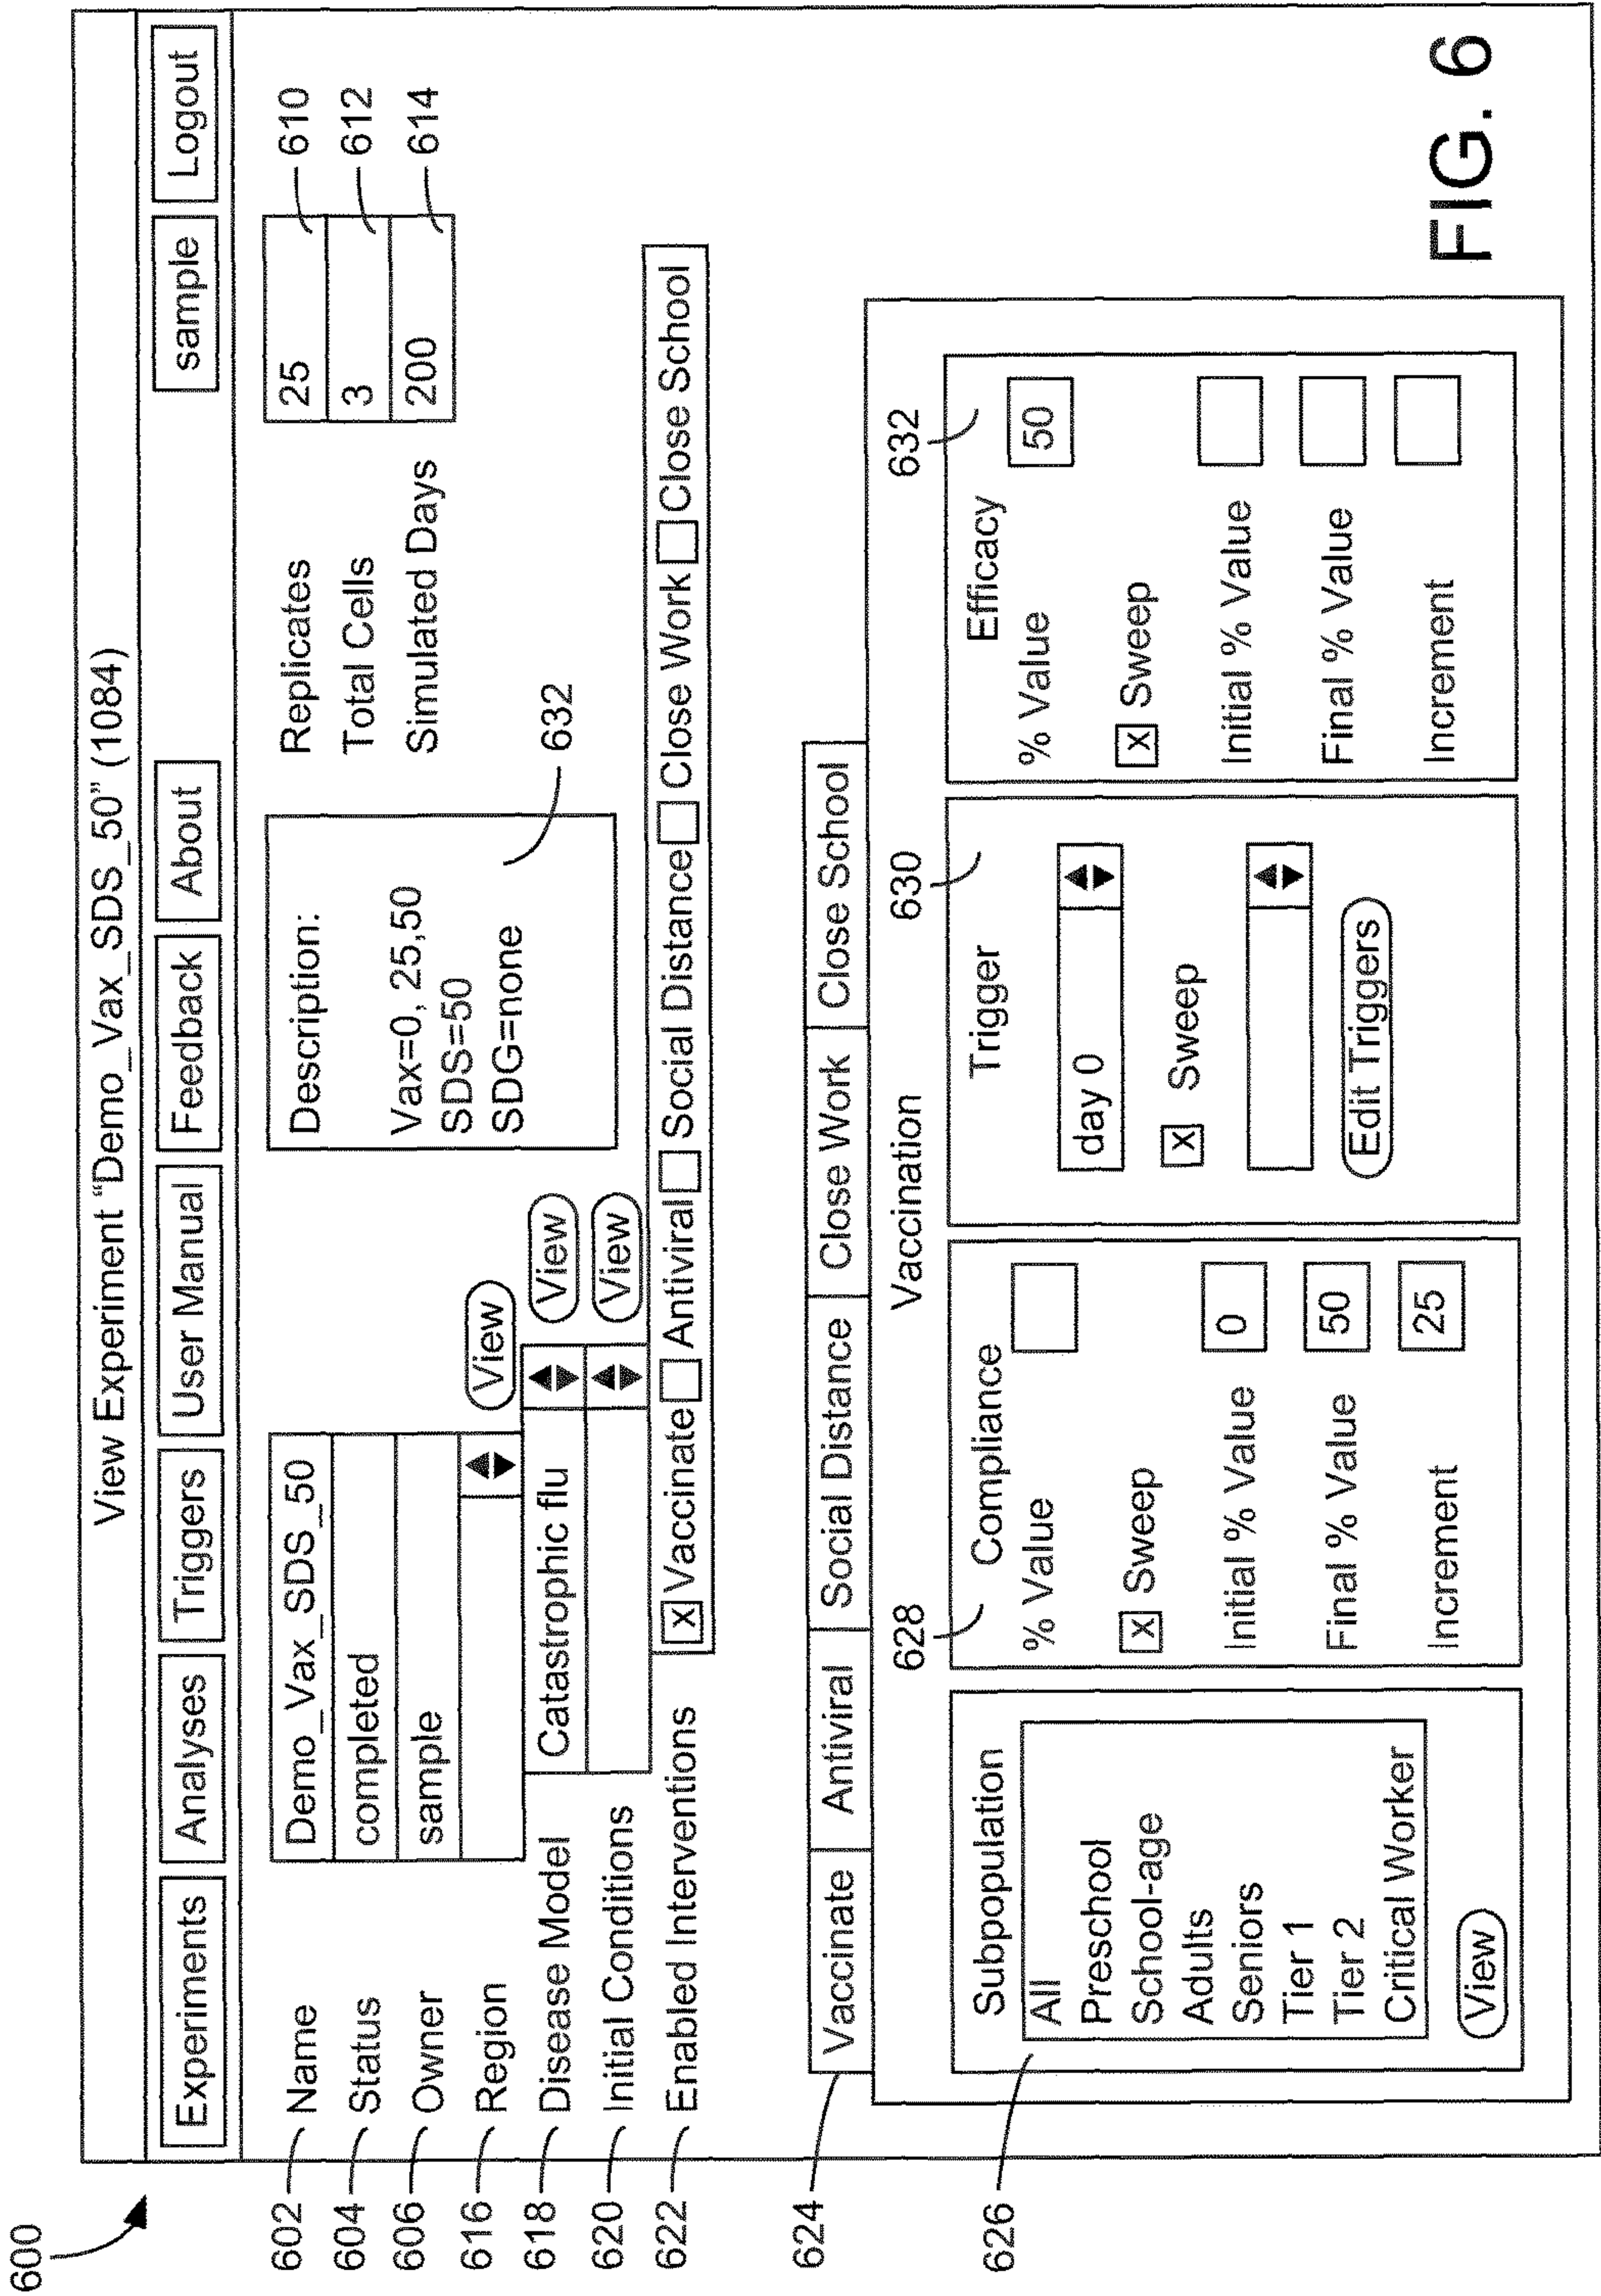 600
View Experiment “Demo_Vax_SDS_50” (1084)
Experiments Analyses Triggers User Manual Feedback About sample Logout
602 Name Demo_Vax_SDS_50
604 Status completed
606 Owner sample
616 Region View
618 Disease Model Catastrophic flu View
620 Initial Conditions View
Description:
Vax=0, 25,50
SDS=50
SDG=none
632
Replicates 25 610
Total Cells 3 612
Simulated Days 200 614
622 Enabled Interventions X Vaccinate Antiviral Social Distance Close Work Close School
624 Vaccinate Antiviral Social Distance Close Work Close School
Vaccination
626
Subpopulation
All
Preschool
School-age
Adults
Seniors
Tier 1
Tier 2
Critical Worker
View
628
Compliance
% Value
X Sweep
Initial % Value 0
Final % Value 50
Increment 25
630
Trigger
day 0
X Sweep
Edit Triggers
632
Efficacy
% Value 50
X Sweep
Initial % Value
Final % Value
Increment
FIG. 6